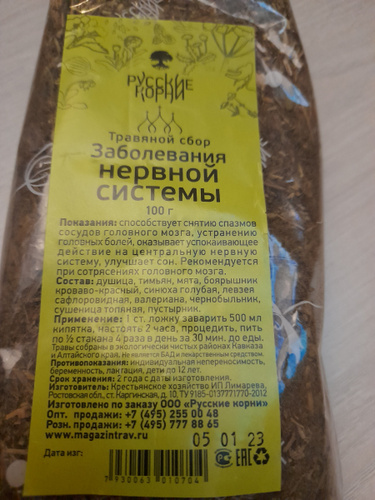 РУССКИЕ
КОРНИ
Травяной сбор
Заболевания
нервной
системы
100 г
Показания: способствует снятию спазмов
сосудов головного мозга, устранению
головных болей, оказывает успокаивающее
действие на центральную нервную
систему, улучшает сон. Рекомендуется
при сотрясениях головного мозга.
Состав: душица, тимьян, мята, боярышник
кроваво-красный, синюха голубая, левзея
сафлоровидная, валериана, чернобыльник,
сушеница топяная, пустырник.
Применение: 1 ст. ложку заварить 500 мл
кипятка, настоять 2 часа, процедить, пить
по ½ стакана 4 раза в день за 30 мин. до еды.
Травы собраны в экологически чистых районах Кавказа
и Алтайского края. Не является БАД и лекарственным средством.
Противопоказания: индивидуальная непереносимость,
беременность, лактация, дети до 12 лет.
Срок хранения: 2 года с даты изготовления.
Изготовитель: Крестьянское хозяйство ИП Лимарева,
Ростовская обл., ст. Каргинская, д. 10, ТУ 9185-013777 1770-2012
Изготовлено по заказу ООО «Русские корни»
Опт. продажи: +7 (495) 255 00 48
Розн. продажи: +7 (495) 777 88 65
www.magazintrav.ru
05 01 23
Дата изг:
EAC
7 930063 010704